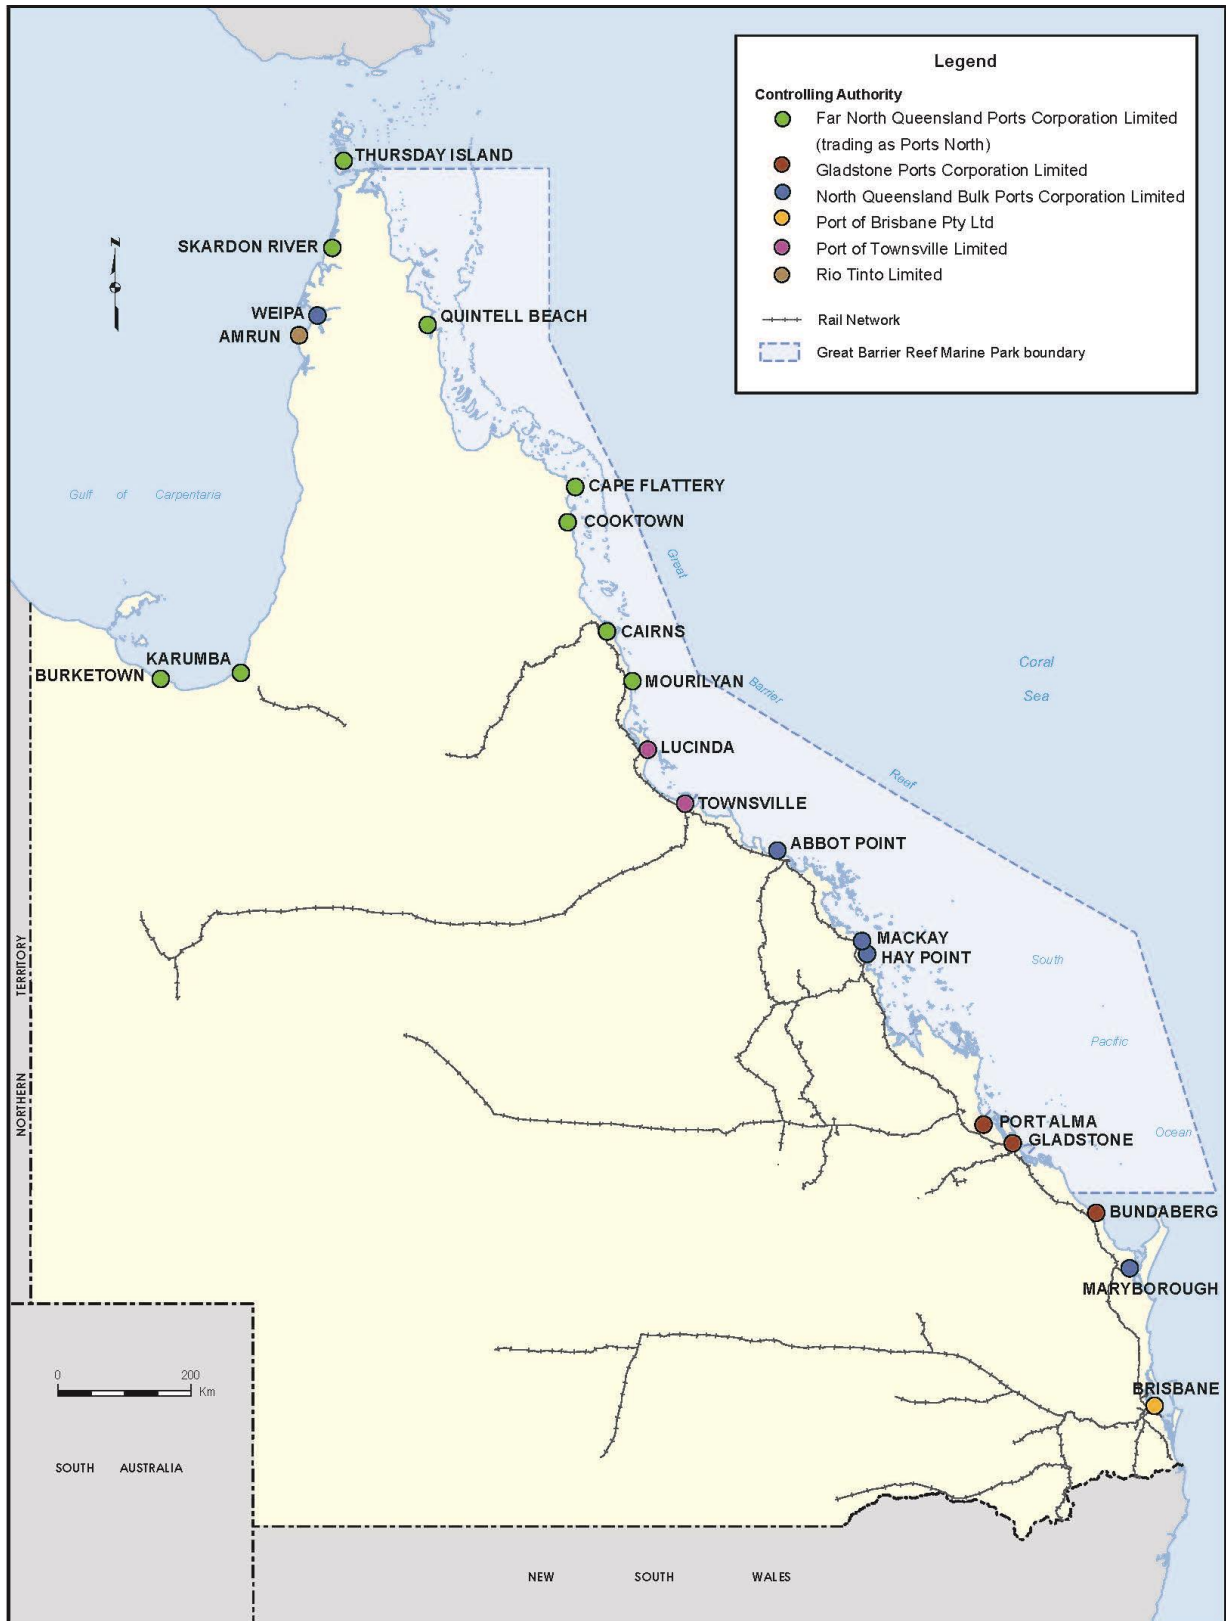 Legend
Controlling Authority
Far North Queensland Ports Corporation Limited
(trading as Ports North)
Gladstone Ports Corporation Limited
North Queensland Bulk Ports Corporation Limited
Port of Brisbane Pty Ltd
Port of Townsville Limited
Rio Tinto Limited
Rail Network
Great Barrier Reef Marine Park boundary
THURSDAY ISLAND
N
SKARDON RIVER
WEIPA
QUINTELL BEACH
AMRUN
CAPE FLATTERY
Gulf of Carpentaria
COOKTOWN
Great
CAIRNS
KARUMBA
BURKETOWN
MOURILYAN
Coral
Sea
Barrier
LUCINDA
Reef
TOWNSVILLE
ABBOT POINT
MACKAY
HAY POINT
South
Pacific
Ocean
NORTHERN TERRITORY
PORT ALMA
GLADSTONE
BUNDABERG
MARYBOROUGH
BRISBANE
0 200
Km
SOUTH AUSTRALIA
NEW SOUTH WALES